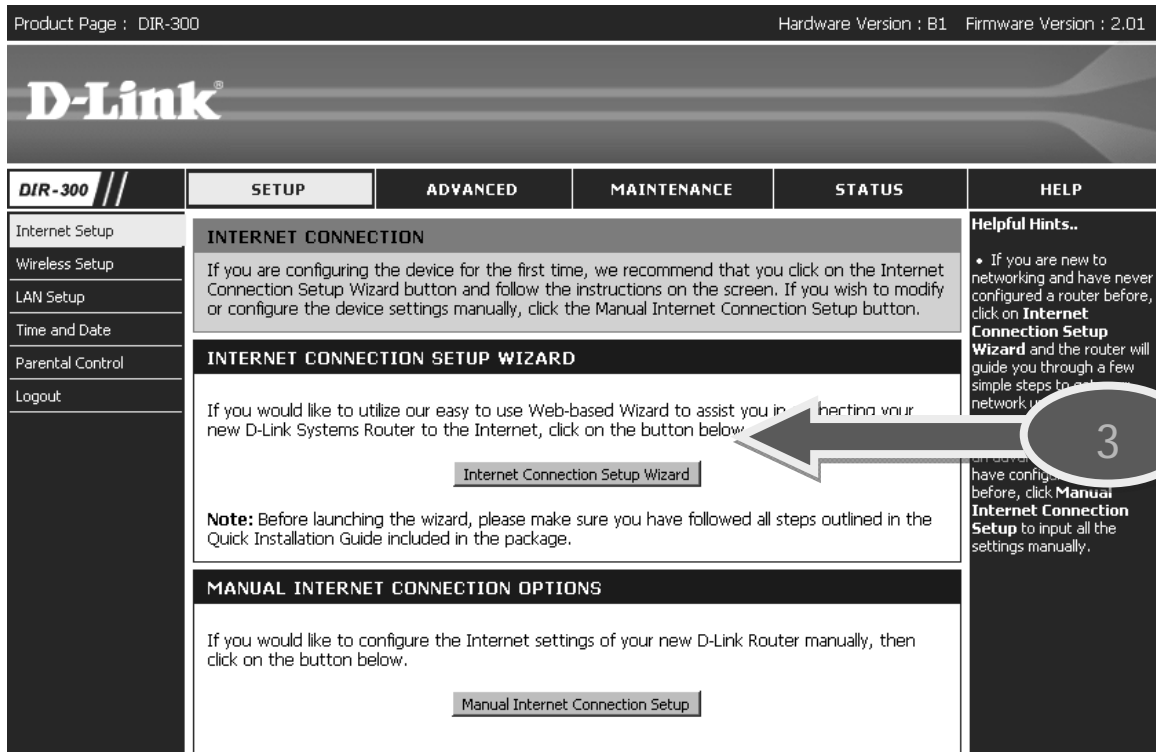 Product Page : DIR-300 Hardware Version : B1 Firmware Version : 2.01
D-Link®
DIR-300
SETUP ADVANCED MAINTENANCE STATUS HELP
Internet Setup
Wireless Setup
LAN Setup
Time and Date
Parental Control
Logout
INTERNET CONNECTION
If you are configuring the device for the first time, we recommend that you click on the Internet
Connection Setup Wizard button and follow the instructions on the screen. If you wish to modify
or configure the device settings manually, click the Manual Internet Connection Setup button.
INTERNET CONNECTION SETUP WIZARD
If you would like to utilize our easy to use Web-based Wizard to assist you in connecting your
new D-Link Systems Router to the Internet, click on the button below
Internet Connection Setup Wizard
Note: Before launching the wizard, please make sure you have followed all steps outlined in the
Quick Installation Guide included in the package.
MANUAL INTERNET CONNECTION OPTIONS
If you would like to configure the Internet settings of your new D-Link Router manually, then
click on the button below.
Manual Internet Connection Setup
Helpful Hints..
• If you are new to
networking and have never
configured a router before,
click on Internet
Connection Setup
Wizard and the router will
guide you through a few
simple steps to
network
3
have
before, click Manual
Internet Connection
Setup to input all the
settings manually.